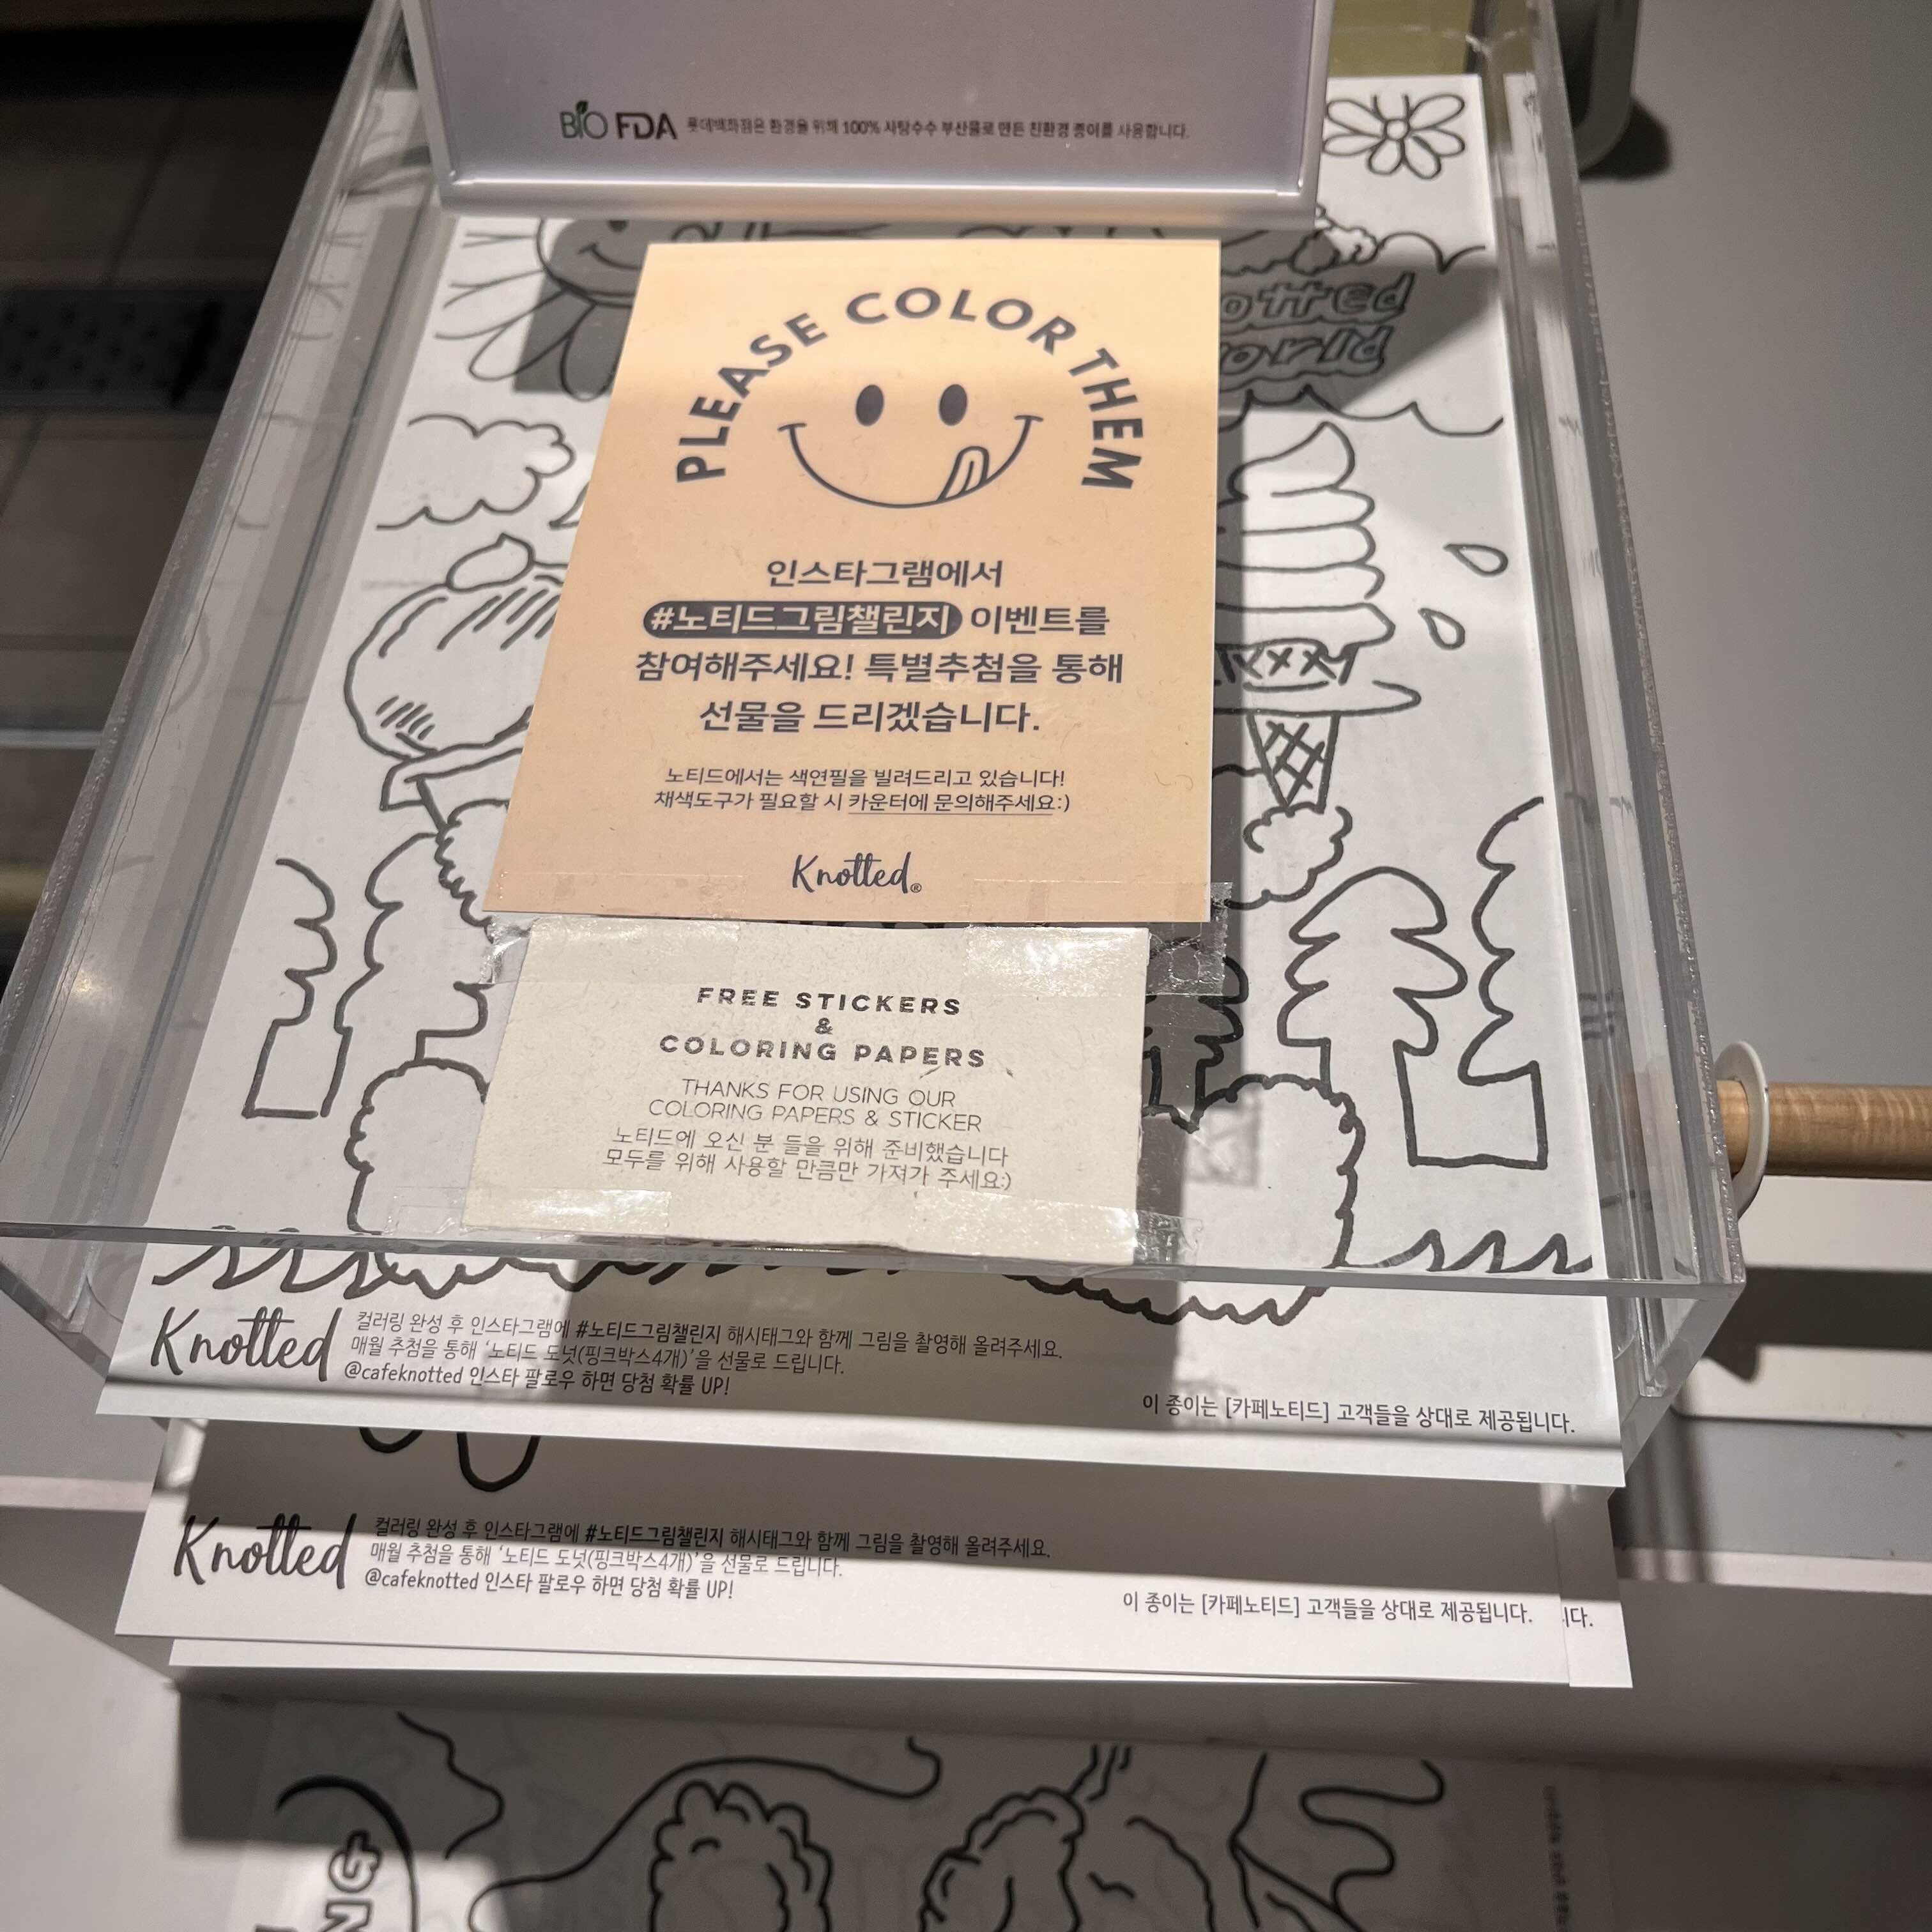 BIO FDA 롯데백화점은 환경을 위해 100% 사탕수수 부산물로 만든 친환경 종이를 사용합니다.
PLEASE COLOR THEM
인스타그램에서
#노티드그림챌린지 이벤트를
참여해주세요! 특별추첨을 통해
선물을 드리겠습니다.
노티드에서는 색연필을 빌려드리고 있습니다!
채색도구가 필요할 시 카운터에 문의해주세요:)
Knotted®
FREE STICKERS
&
COLORING PAPERS
THANKS FOR USING OUR
COLORING PAPERS & STICKER
노티드에 오신 분 들을 위해 준비했습니다
모두를 위해 사용할 만큼만 가져가 주세요:)
Knotted
컬러링 완성 후 인스타그램에 #노티드그림챌린지 해시태그와 함께 그림을 촬영해 올려주세요.
매월 추첨을 통해 '노티드 도넛(핑크박스4개)'을 선물로 드립니다.
@cafeknotted 인스타 팔로우 하면 당첨 확률 UP!
이 종이는 [카페노티드] 고객들을 상대로 제공됩니다.
Knotted
컬러링 완성 후 인스타그램에 #노티드그림챌린지 해시태그와 함께 그림을 촬영해 올려주세요.
매월 추첨을 통해 '노티드 도넛(핑크박스4개)'을 선물로 드립니다.
@cafeknotted 인스타 팔로우 하면 당첨 확률 UP!
이 종이는 [카페노티드] 고객들을 상대로 제공됩니다.
니다.